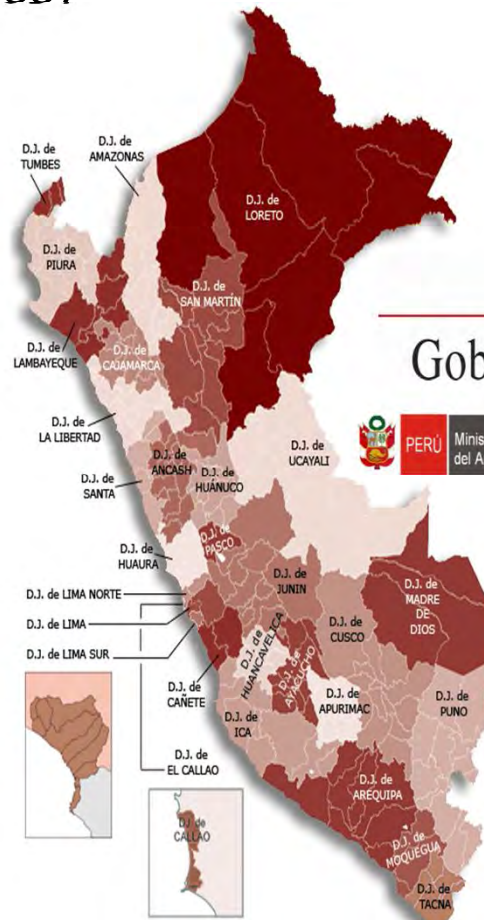 D.J. de
TUMBES
D.J. de
AMAZONAS
D.J. de
LORETO
D.J. de
PIURA
D.J. de
SAN MARTÍN
D.J. de
LAMBAYEQUE
D.J. de
CAJAMARCA
Gob
D.J. de
LA LIBERTAD
D.J. de
UCAYALI
PERÚ
Minis
del A
D.J. de
ANCASH
D.J. de
SANTA
D.J. de
HUÁNUCO
D.J. de
HUAURA
D.J. de
PASCO
D.J. de
JUNIN
D.J. de
MADRE
DE
DIOS
D.J. de LIMA NORTE
D.J. de LIMA
D.J. de LIMA SUR
D.J. de
CUSCO
D.J. de
HUANCAVELICA
D.J. de
AYACUCHO
D.J. de
CAÑETE
D.J. de
APURIMAC
D.J. de
PUNO
D.J. de
ICA
D.J. de
EL CALLAO
D.J. de
AREQUIPA
D.J. de
CALLAO
D.J. de
MOQUEGUA
D.J. de
TACNA